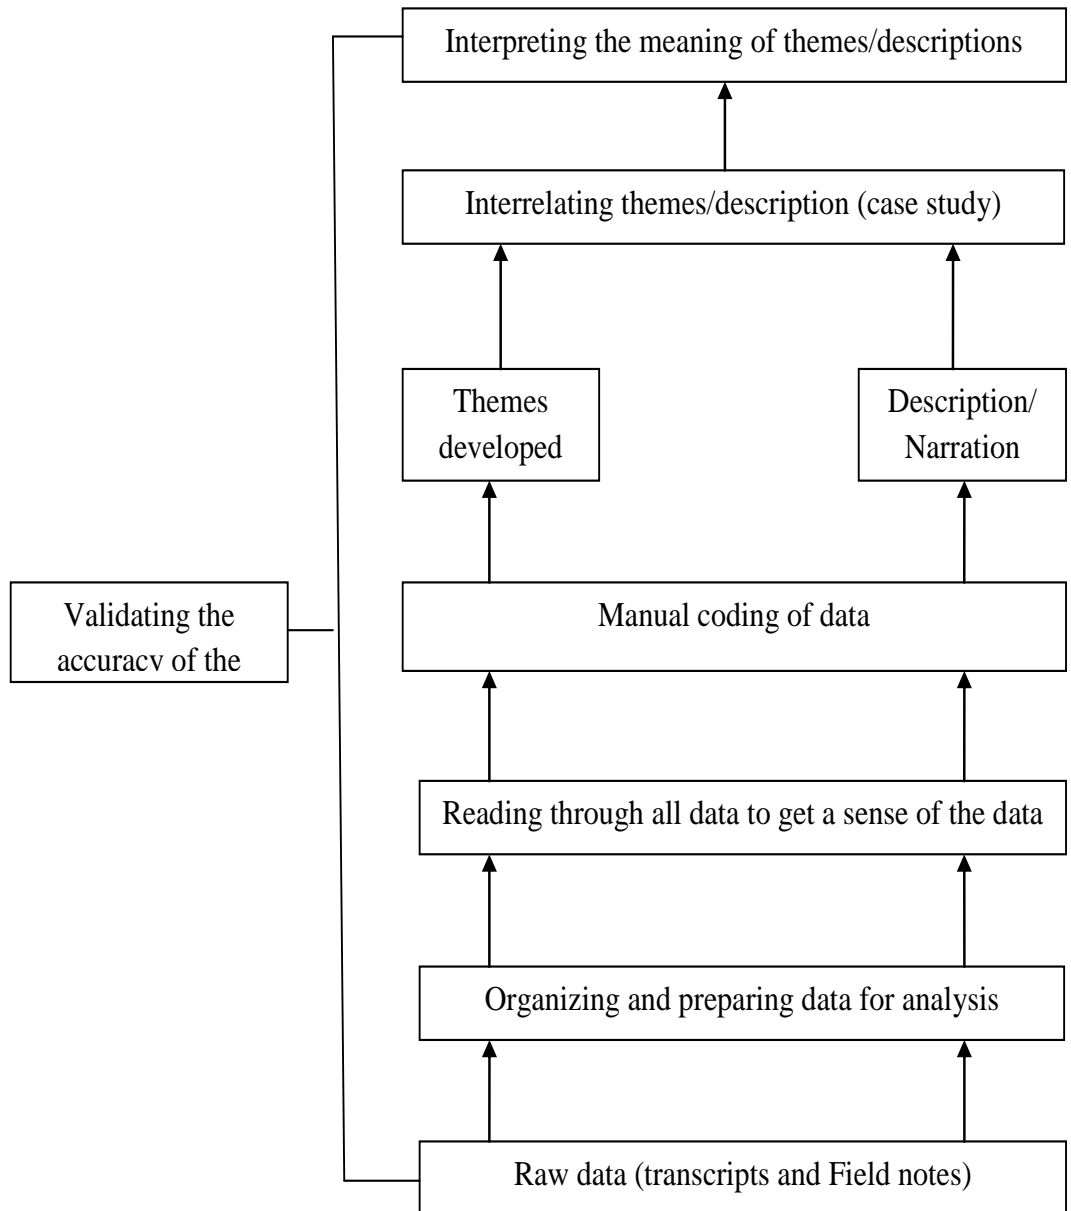 Interpreting the meaning of themes/descriptions
Interrelating themes/description (case study)
Themes
developed
Description/
Narration
Manual coding of data
Validating the
accuracy of the
Reading through all data to get a sense of the data
Organizing and preparing data for analysis
Raw data (transcripts and Field notes)